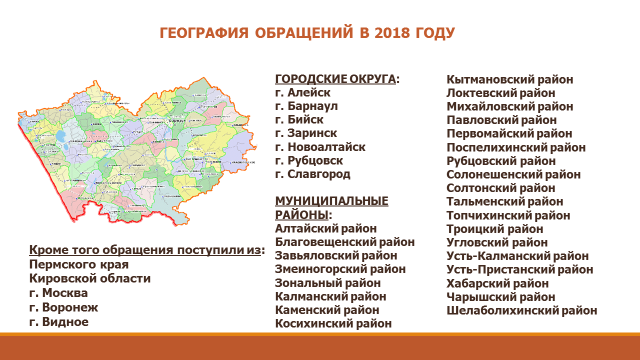 ГЕОГРАФИЯ ОБРАЩЕНИЙ В 2018 ГОДУ
ГОРОДСКИЕ ОКРУГА:
г. Алейск
г. Барнаул
г. Бийск
г. Заринск
г. Новоалтайск
г. Рубцовск
г. Славгород
МУНИЦИПАЛЬНЫЕ
РАЙОНЫ:
Алтайский район
Благовещенский район
Завьяловский район
Змеиногорский район
Зональный район
Калманский район
Каменский район
Косихинский район
Кытмановский район
Локтевский район
Михайловский район
Павловский район
Первомайский район
Поспелихинский район
Рубцовский район
Солонешенский район
Солтонский район
Тальменский район
Топчихинский район
Троицкий район
Угловский район
Усть-Калманский район
Усть-Пристанский район
Хабарский район
Чарышский район
Шелаболихинский район
Кроме того обращения поступили из:
Пермского края
Кировской области
г. Москва
г. Воронеж
г. Видное